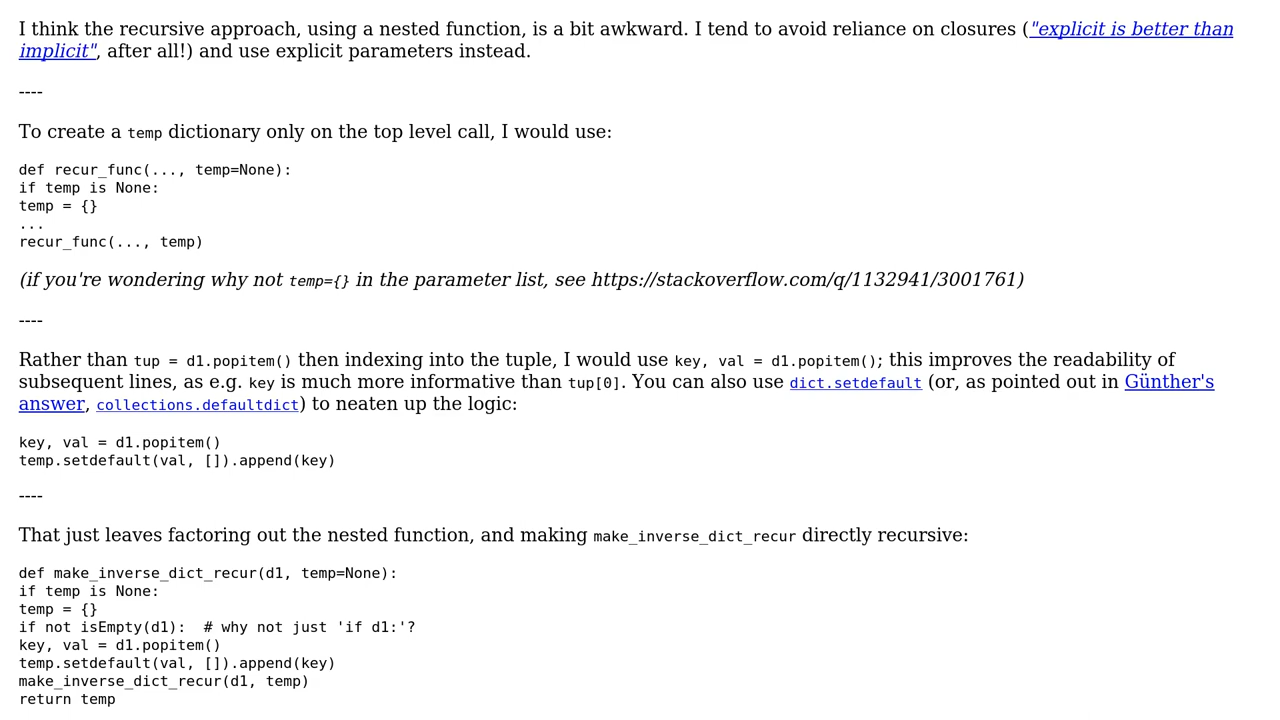 I think the recursive approach, using a nested function, is a bit awkward. I tend to avoid reliance on closures ("explicit is better than
implicit", after all!) and use explicit parameters instead.
----
To create a temp dictionary only on the top level call, I would use:
def recur_func(..., temp=None):
if temp is None:
temp = {}
...
recur_func(..., temp)
(if you're wondering why not temp={} in the parameter list, see https://stackoverflow.com/q/1132941/3001761)
----
Rather than tup = d1.popitem() then indexing into the tuple, I would use key, val = d1.popitem(); this improves the readability of
subsequent lines, as e.g. key is much more informative than tup[0]. You can also use dict.setdefault (or, as pointed out in Günther's
answer, collections.defaultdict) to neaten up the logic:
key, val = d1.popitem()
temp.setdefault(val, []).append(key)
----
That just leaves factoring out the nested function, and making make_inverse_dict_recur directly recursive:
def make_inverse_dict_recur(d1, temp=None):
if temp is None:
temp = {}
if not isEmpty(d1):  # why not just 'if d1:'?
key, val = d1.popitem()
temp.setdefault(val, []).append(key)
make_inverse_dict_recur(d1, temp)
return temp